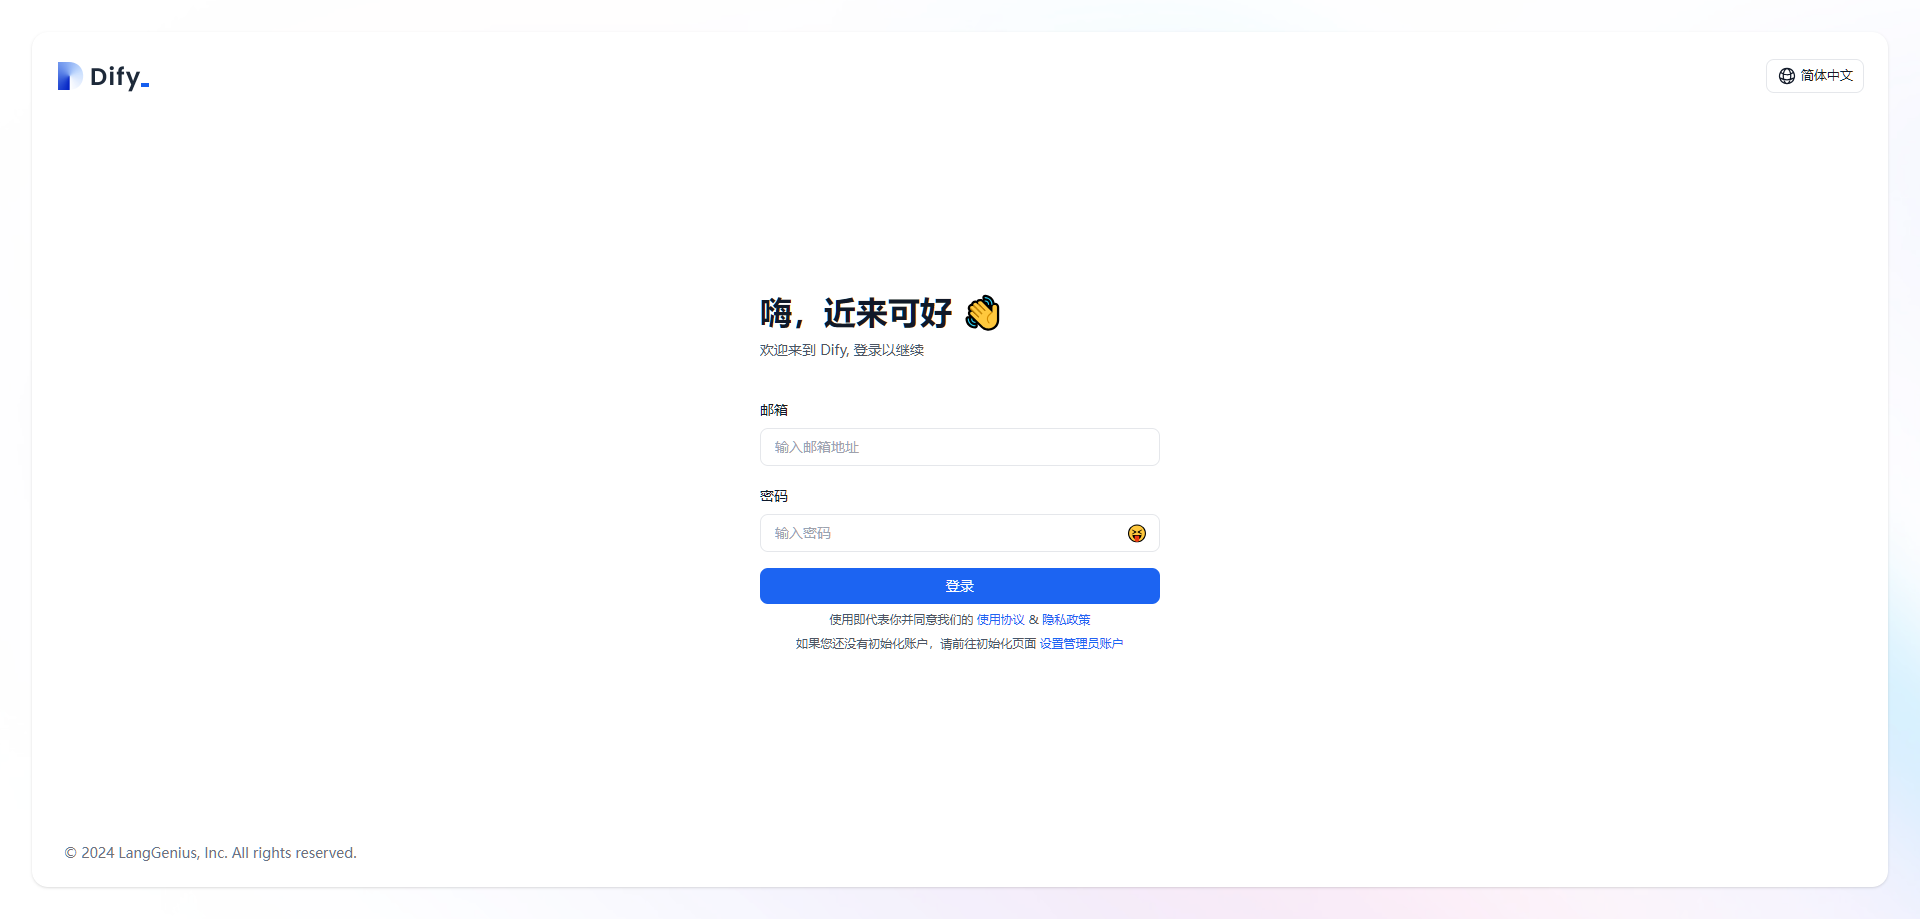 Dify_
简体中文
嗨，近来可好 👋
欢迎来到 Dify, 登录以继续
邮箱
输入邮箱地址
密码
输入密码
登录
使用即代表你并同意我们的 使用协议 & 隐私政策
如果您还没有初始化账户，请前往初始化页面 设置管理员账户
© 2024 LangGenius, Inc. All rights reserved.